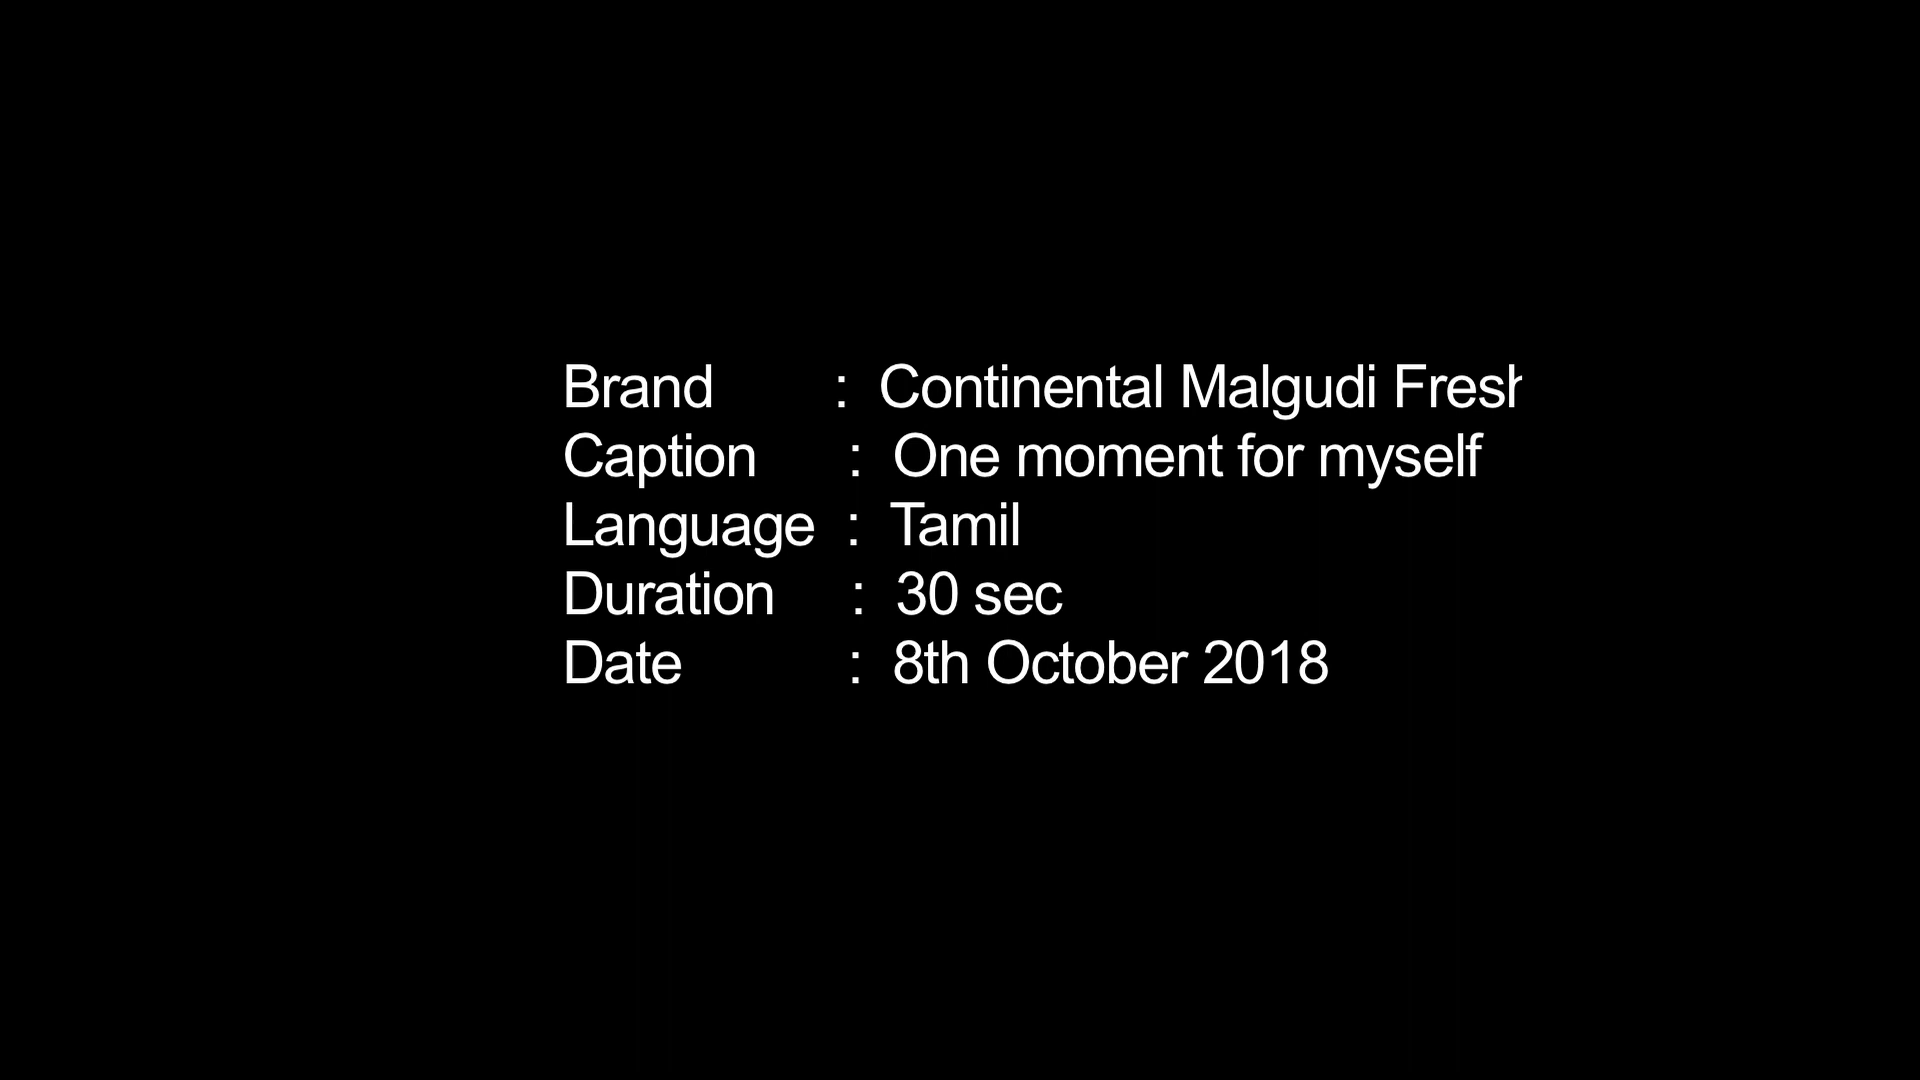 Brand : Continental Malgudi Fresh
Caption : One moment for myself
Language : Tamil
Duration : 30 sec
Date : 8th October 2018